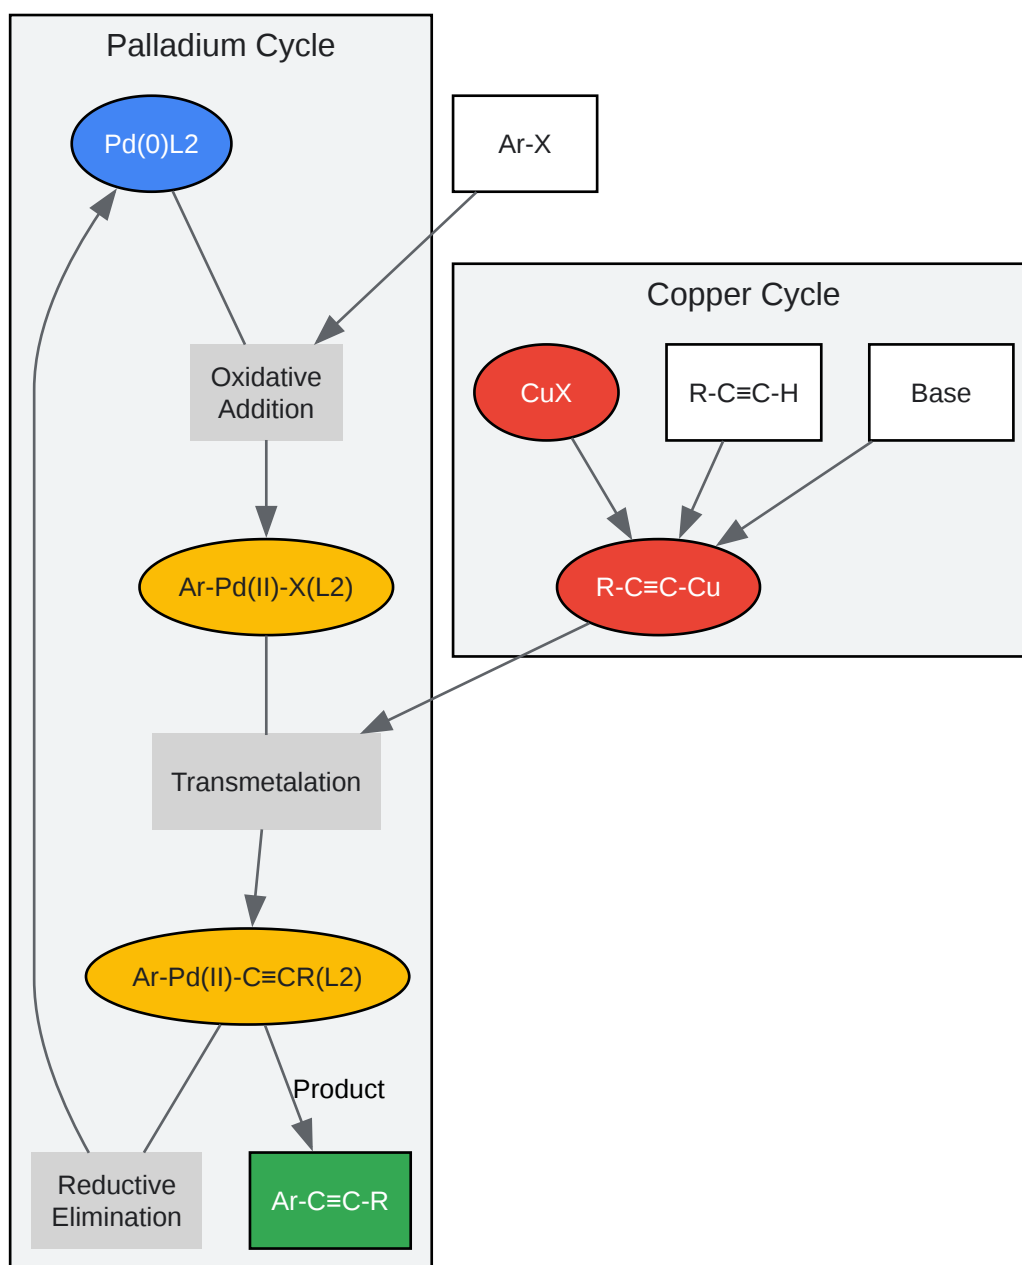 Palladium Cycle
Pd(0)L2
Ar-X
Copper Cycle
Oxidative
Addition
CuX
R-C≡C-H
Base
Ar-Pd(II)-X(L2)
R-C≡C-Cu
Transmetalation
Ar-Pd(II)-C≡CR(L2)
Product
Reductive
Elimination
Ar-C≡C-R